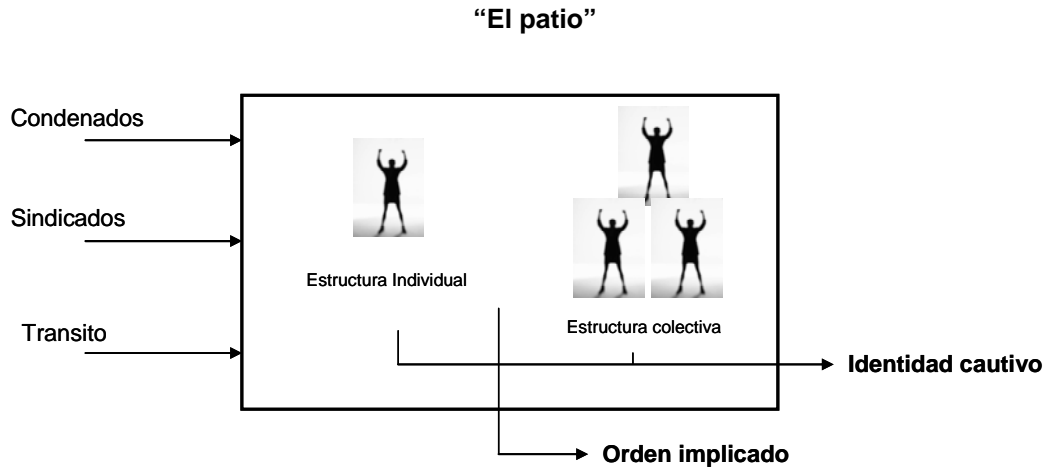 “El patio”
Condenados
Sindicados
Transito
Estructura Individual
Estructura colectiva
Identidad cautivo
Orden implicado